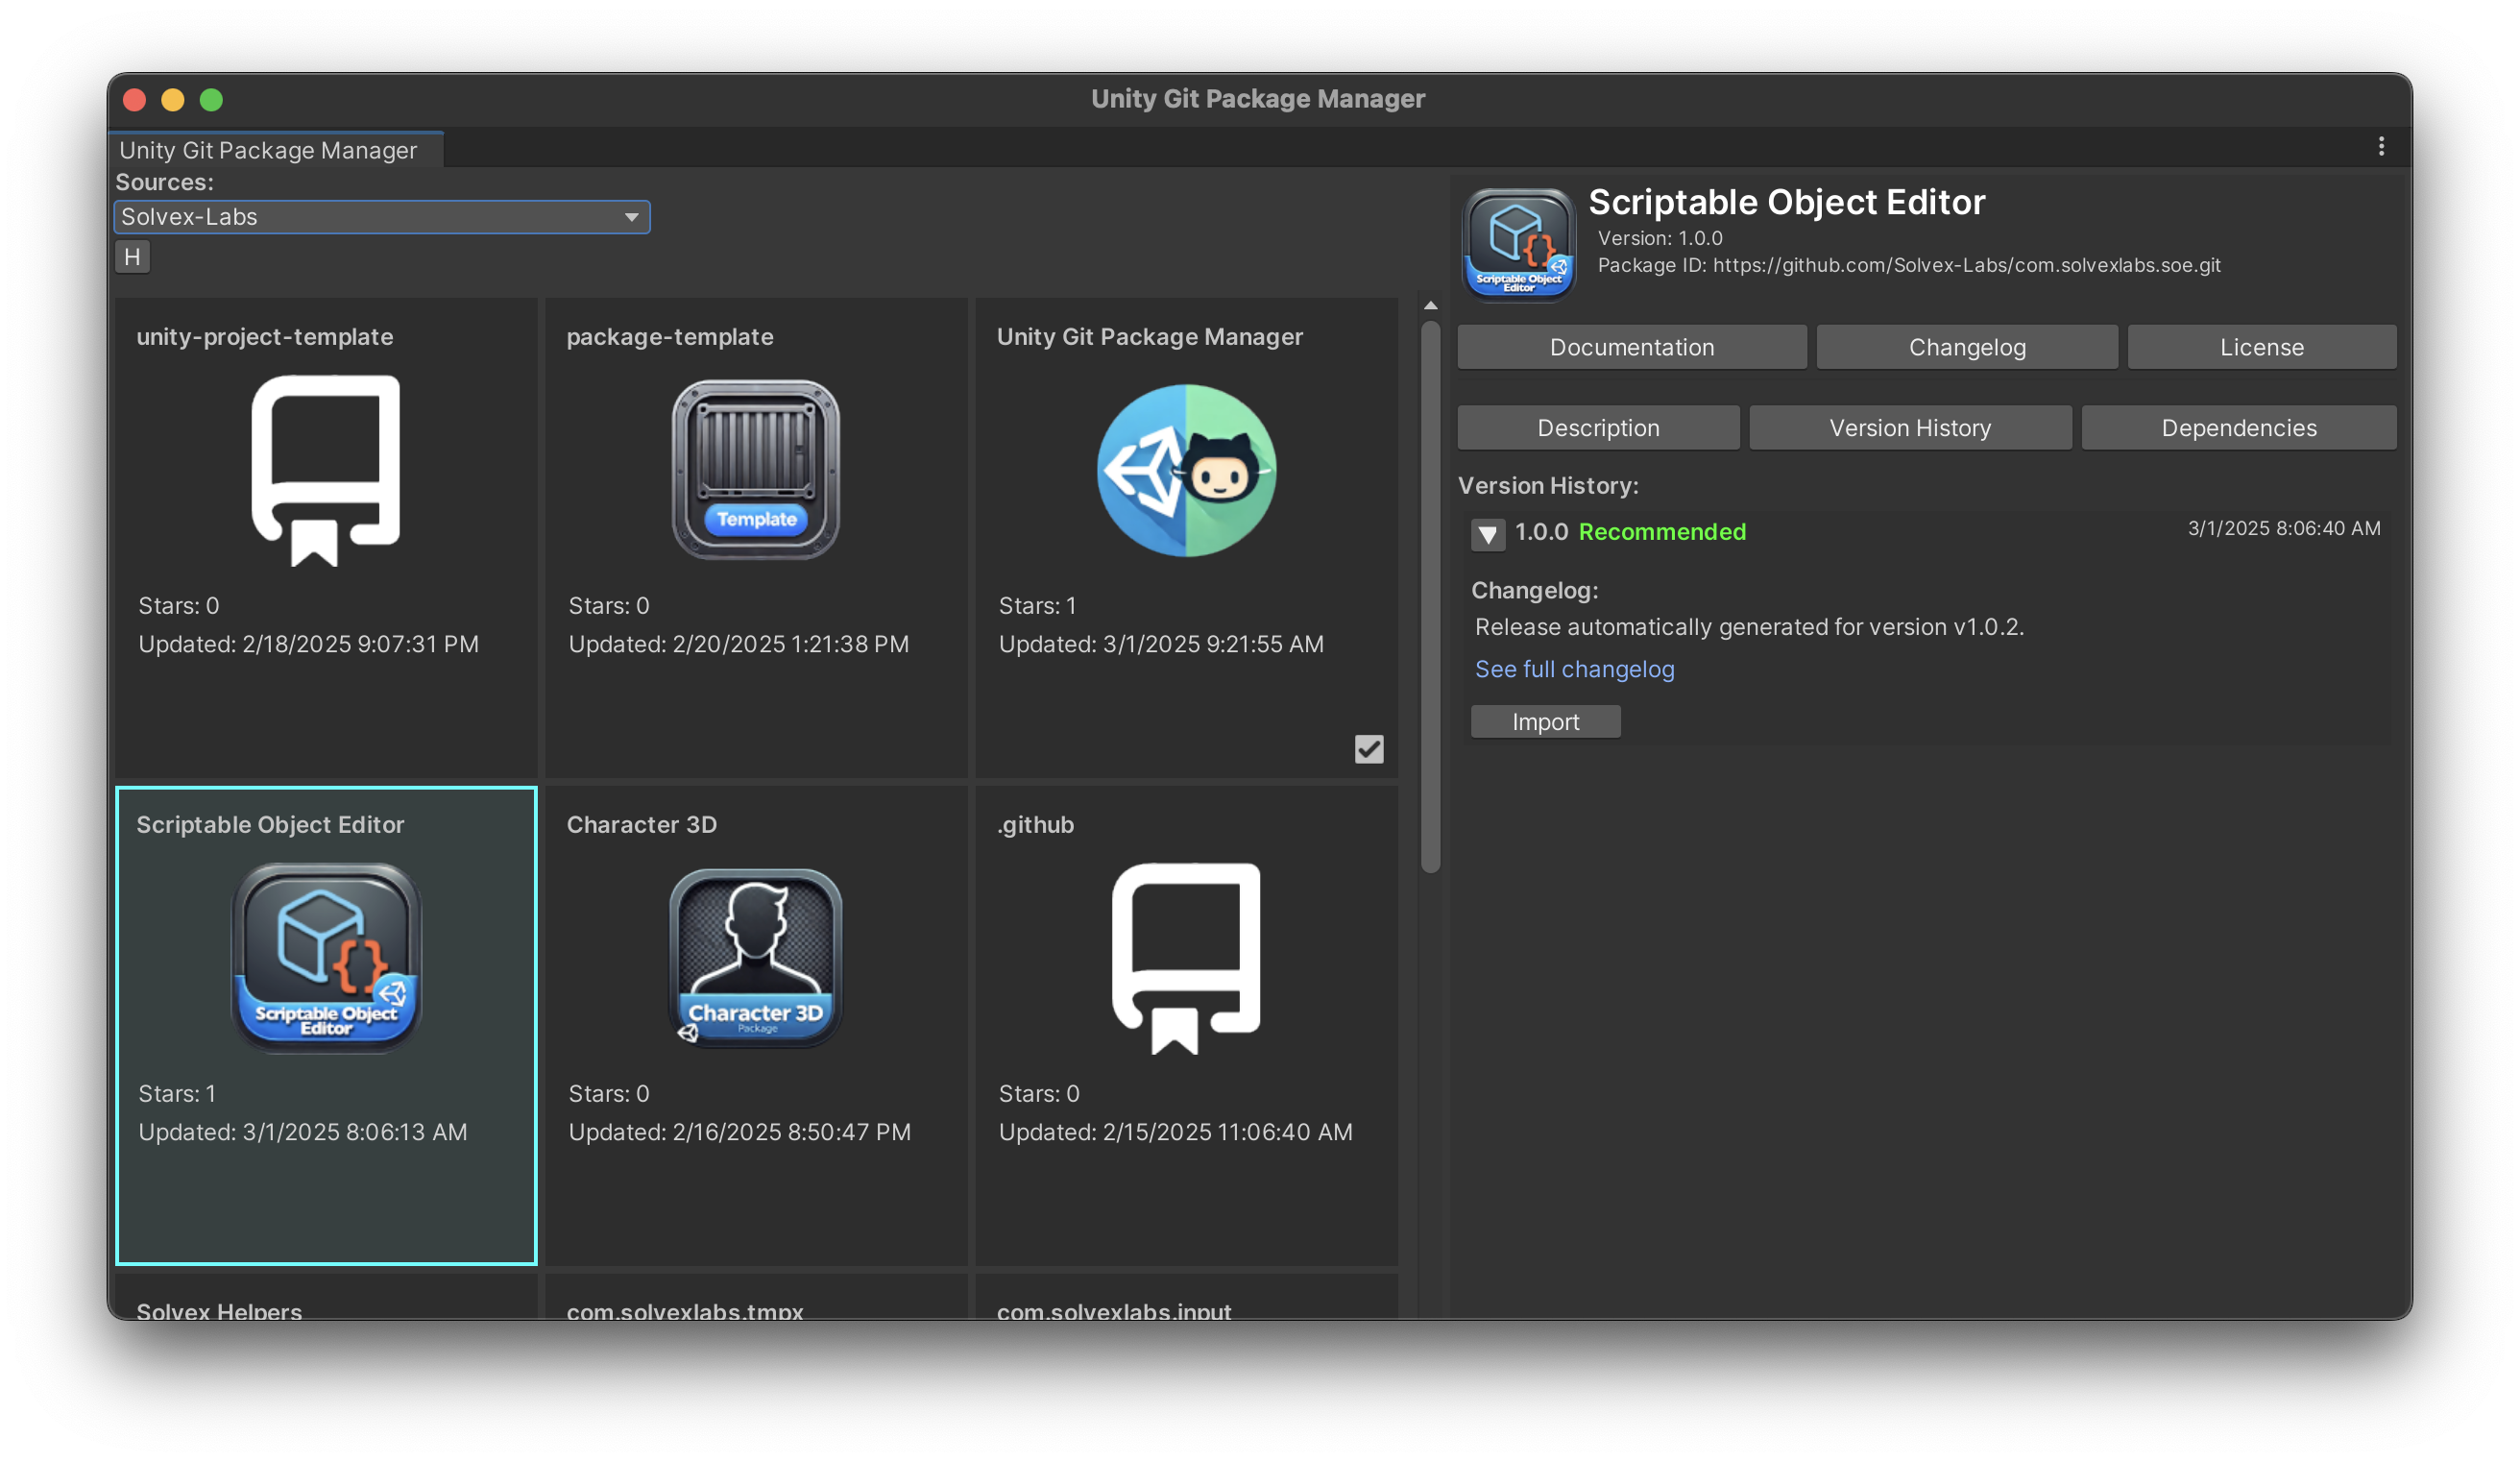 Unity Git Package Manager
Unity Git Package Manager
Sources:
Solvex-Labs
H
unity-project-template
Stars: 0
Updated: 2/18/2025 9:07:31 PM
package-template
Template
Stars: 0
Updated: 2/20/2025 1:21:38 PM
Unity Git Package Manager
Stars: 1
Updated: 3/1/2025 9:21:55 AM
Scriptable Object Editor
Scriptable Object
Editor
Stars: 1
Updated: 3/1/2025 8:06:13 AM
Character 3D
Character 3D
Package
Stars: 0
Updated: 2/16/2025 8:50:47 PM
.github
Stars: 0
Updated: 2/15/2025 11:06:40 AM
Solvex Helpers
com.solvexlabs.tmpx
com.solvexlabs.input
Scriptable Object
Editor
Scriptable Object Editor
Version: 1.0.0
Package ID: https://github.com/Solvex-Labs/com.solvexlabs.soe.git
Documentation
Changelog
License
Description
Version History
Dependencies
Version History:
1.0.0 Recommended
3/1/2025 8:06:40 AM
Changelog:
Release automatically generated for version v1.0.2.
See full changelog
Import